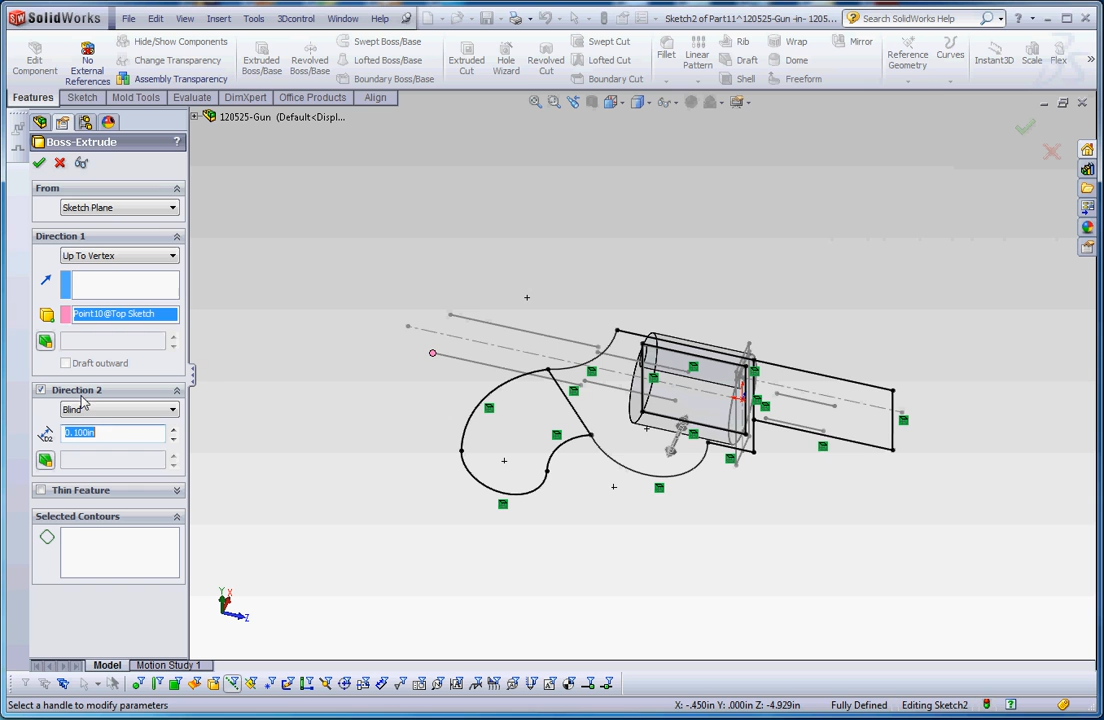 SolidWorks File Edit View Insert Tools 3Dcontrol Window Help Sketch2 of Part11^120525-Gun -in- 1205... Search SolidWorks Help
Edit Component
No External References
Hide/Show Components
Change Transparency
Assembly Transparency
Extruded Boss/Base
Revolved Boss/Base
Swept Boss/Base
Lofted Boss/Base
Boundary Boss/Base
Extruded Cut
Hole Wizard
Revolved Cut
Swept Cut
Lofted Cut
Boundary Cut
Fillet
Linear Pattern
Rib
Draft
Shell
Wrap
Dome
Freeform
Mirror
Reference Geometry
Curves
Instant3D
Scale
Flex
Features Sketch Mold Tools Evaluate DimXpert Office Products Align
120525-Gun (Default<Displ...
Boss-Extrude ?
From
Sketch Plane
Direction 1
Up To Vertex
Point10@Top Sketch
Draft outward
Direction 2
Blind
D2
0.100in
Thin Feature
Selected Contours
Y X
Z
Model Motion Study 1
Select a handle to modify parameters X: -.450in Y: .000in Z: -4.929in Fully Defined Editing Sketch2